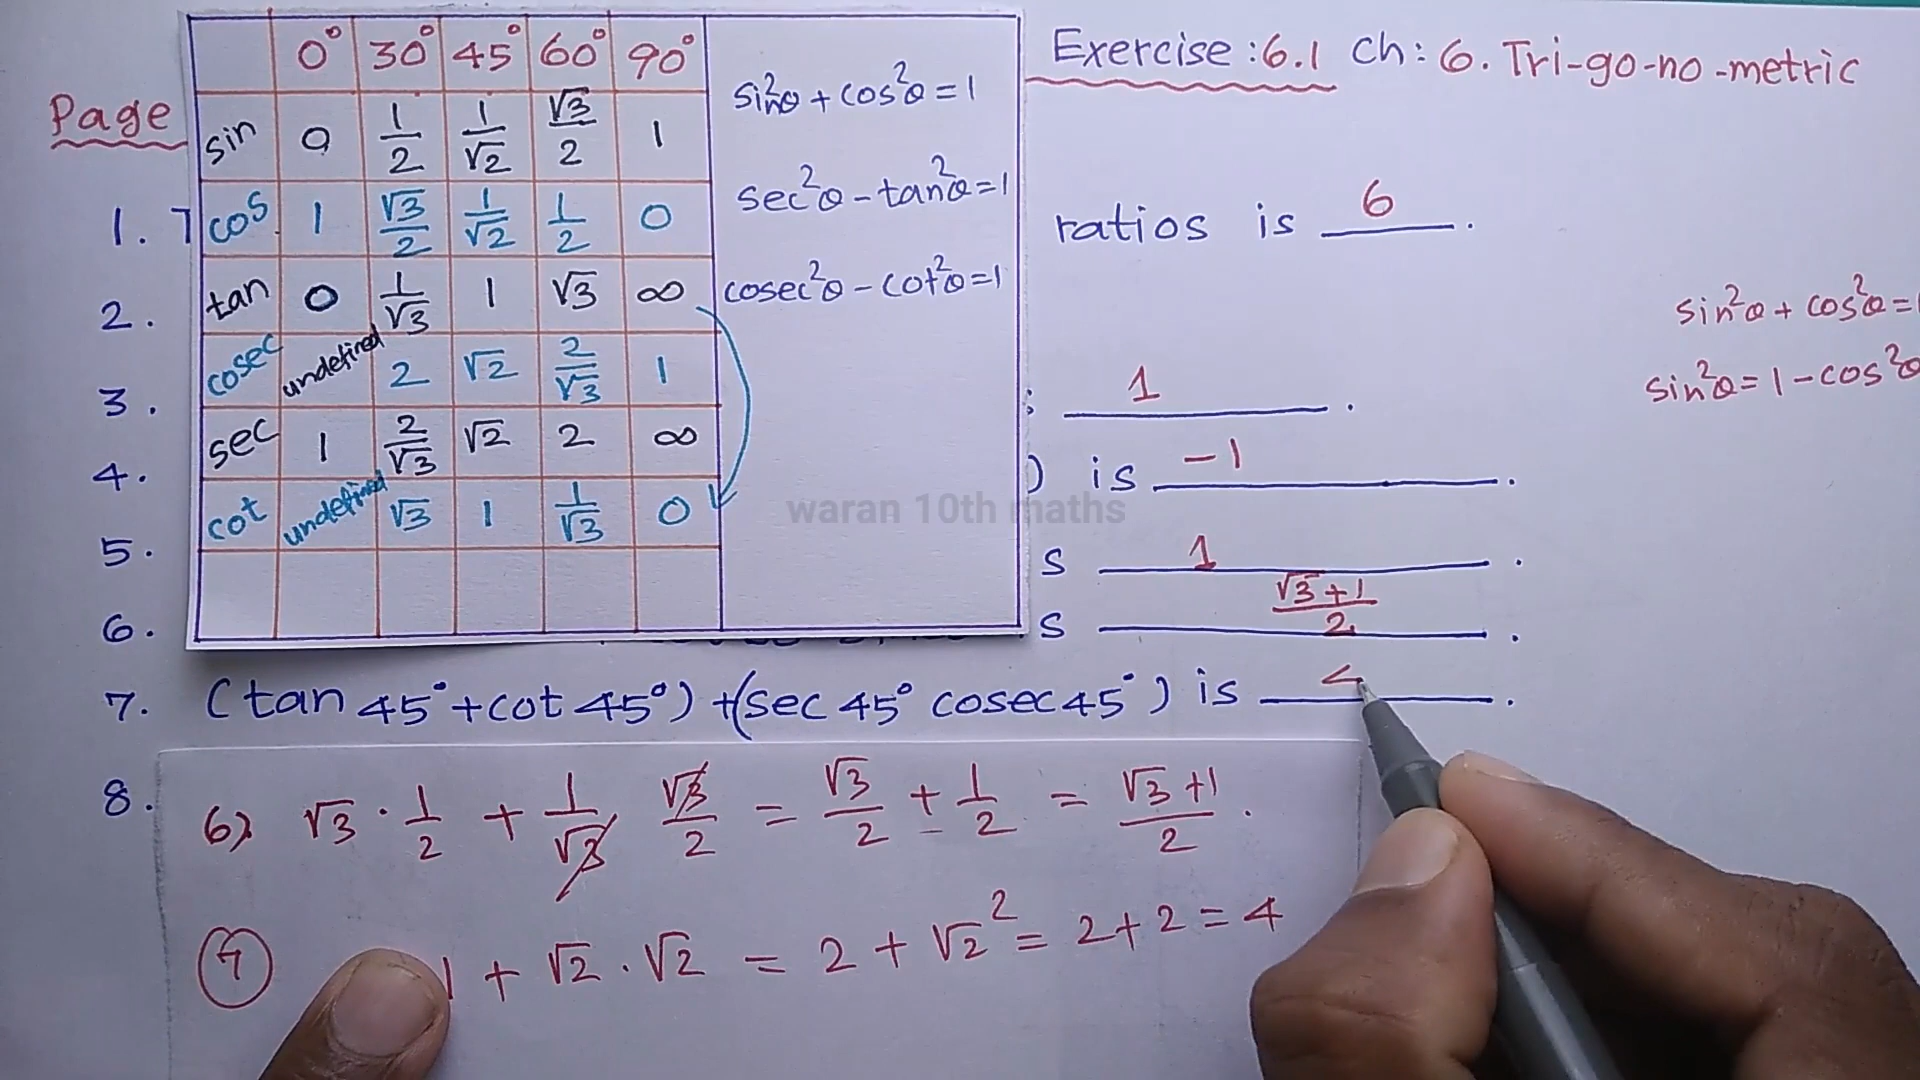 Exercise :6.1 Ch: 6. Tri-go-no-metric
Page
0° 30° 45° 60° 90°
sin 0 1/2 1/√2 √3/2 1
cos 1 √3/2 1/√2 1/2 0
tan 0 1/√3 1 √3 ∞
cosec undefined 2 √2 2/√3 1
sec 1 2/√3 √2 2 ∞
cot undefined √3 1 1/√3 0
sin²θ + cos²θ = 1
sec²θ - tan²θ = 1
cosec²θ - cot²θ = 1
1. T ratios is 6.
2.
sin²θ + cos²θ = 1
sin²θ = 1 - cos²θ
3. : 1.
4. ) is -1.
waran 10th maths
5. s 1.
6. s √3+1/2.
7. (tan 45° + cot 45°) + (sec 45° cosec 45°) is 4.
8.
6) √3 · 1/2 + 1/√3 √3/2 = √3/2 + 1/2 = √3+1/2.
7 1 + √2 . √2 = 2 + √2² = 2+2 = 4